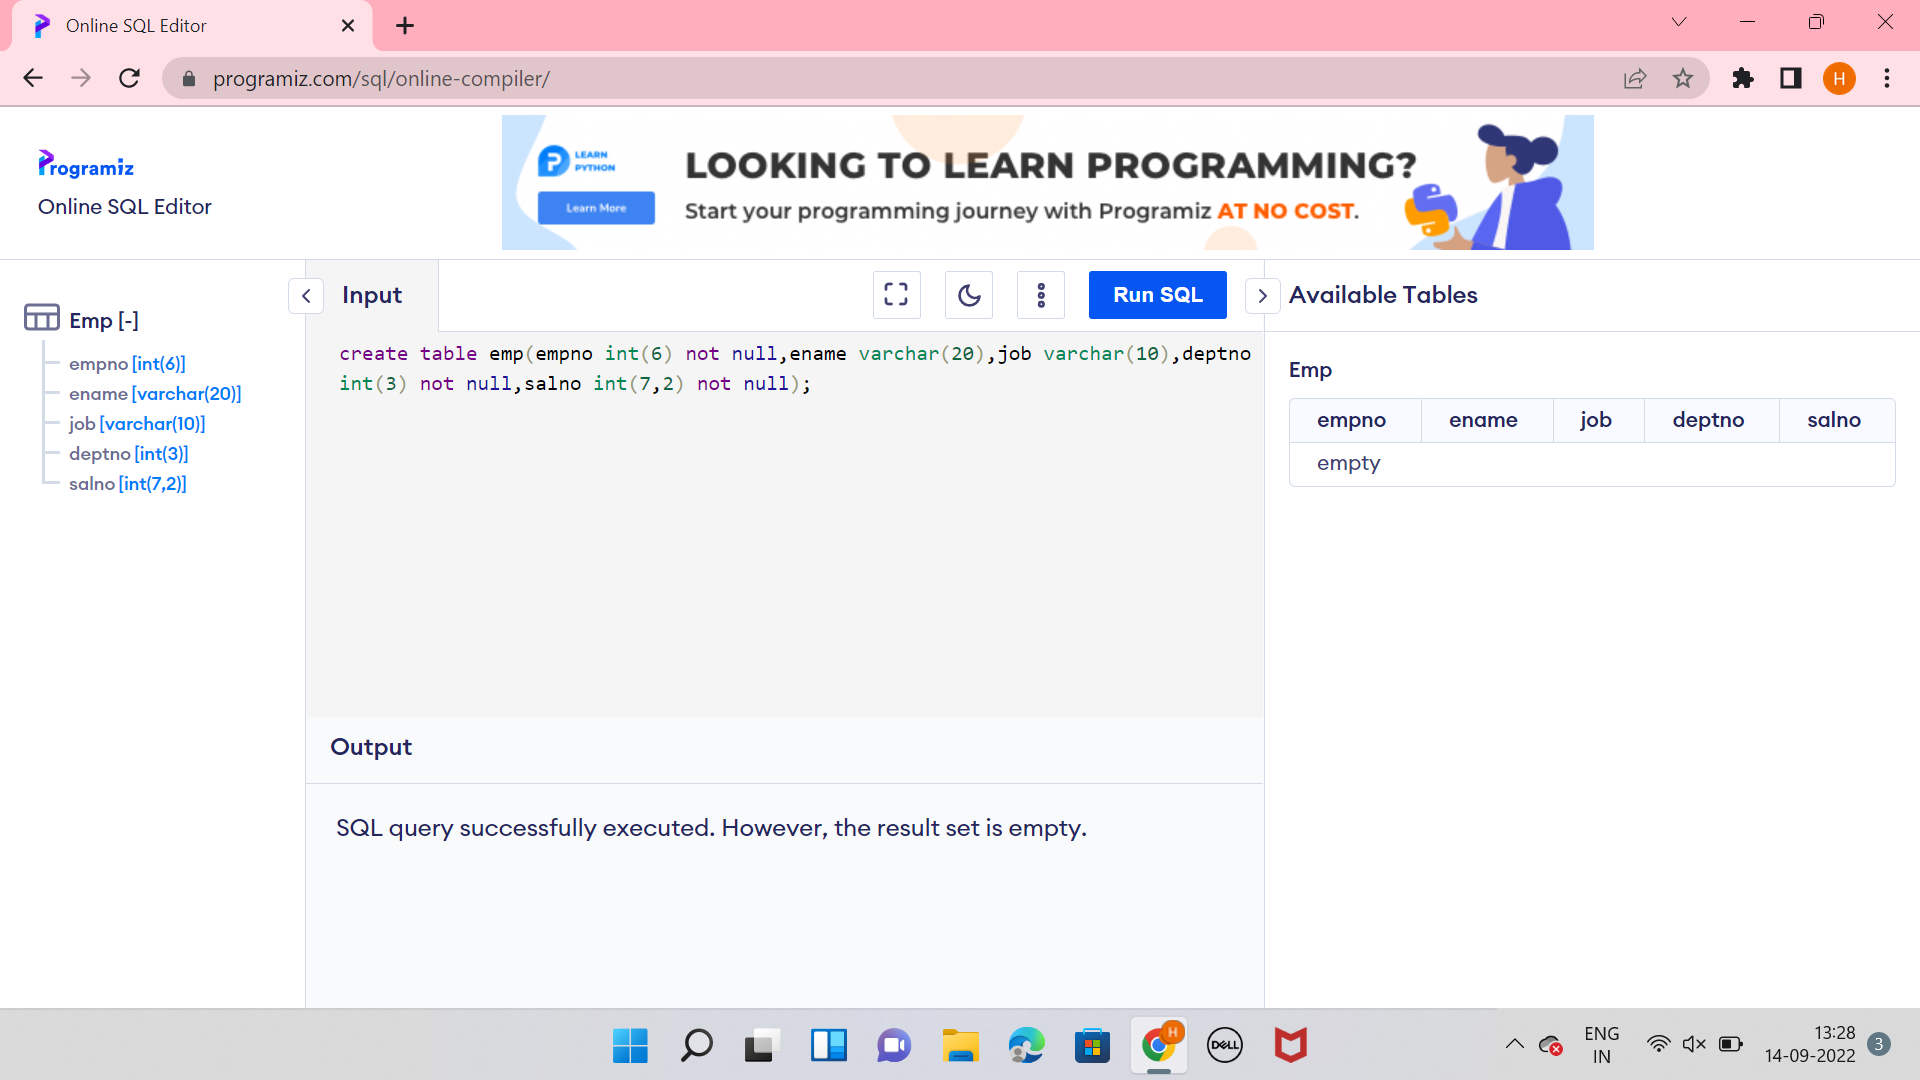 Online SQL Editor
programiz.com/sql/online-compiler/
H
Programiz
Online SQL Editor
LEARN
PYTHON
Learn More
LOOKING TO LEARN PROGRAMMING?
Start your programming journey with Programiz AT NO COST.
Emp [-]
empno [int(6)]
ename [varchar(20)]
job [varchar(10)]
deptno [int(3)]
salno [int(7,2)]
Input
Run SQL
create table emp(empno int(6) not null,ename varchar(20),job varchar(10),deptno
int(3) not null,salno int(7,2) not null);
Output
SQL query successfully executed. However, the result set is empty.
Available Tables
Emp
empno ename job deptno salno
empty
H
DELL
ENG
IN
13:28
14-09-2022
3